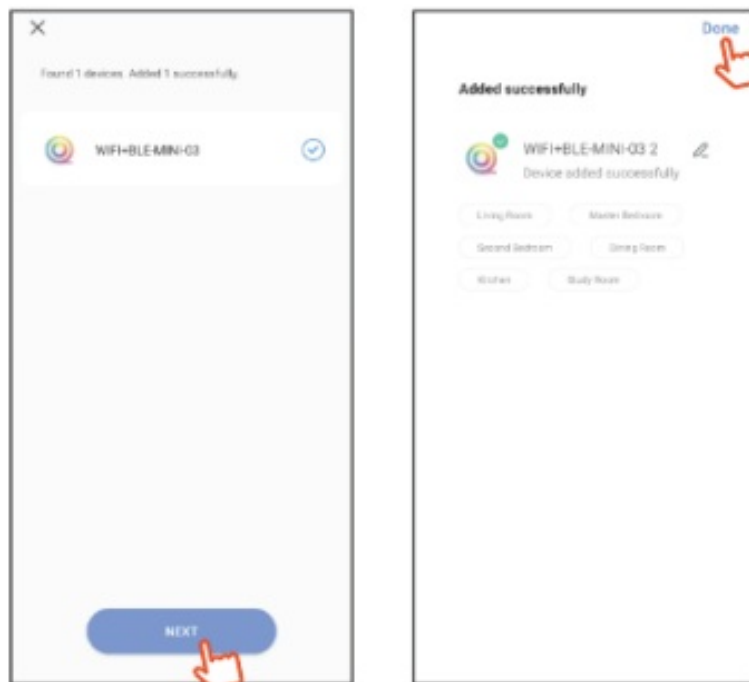 Found 1 devices. Added 1 successfully.
WIFI+BLE-MINI-03
NEXT
Done
Added successfully
WIFI+BLE-MINI-03 2
Device added successfully
Living Room
Master Bedroom
Second Bedroom
Dining Room
Kitchen
Study Room